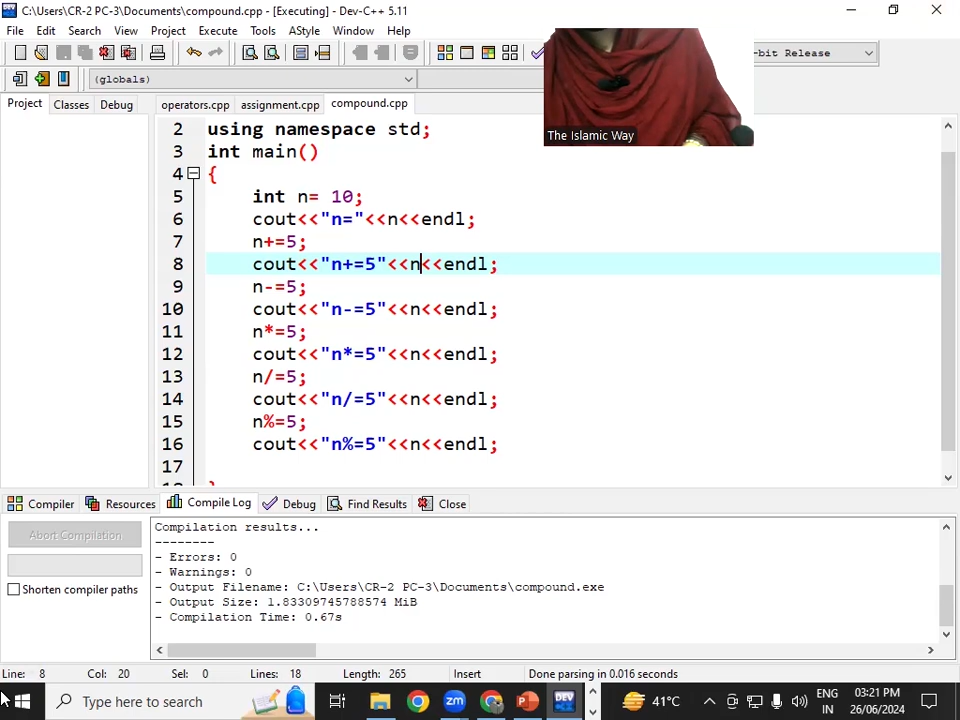 C:\Users\CR-2 PC-3\Documents\compound.cpp - [Executing] - Dev-C++ 5.11
File Edit Search View Project Execute Tools AStyle Window Help
-bit Release
(globals)
Project Classes Debug operators.cpp assignment.cpp compound.cpp
The Islamic Way
2 using namespace std;
3 int main()
4 {
5 int n= 10;
6 cout<<"n="<<n<<endl;
7 n+=5;
8 cout<<"n+=5"<<n<<endl;
9 n-=5;
10 cout<<"n-=5"<<n<<endl;
11 n*=5;
12 cout<<"n*=5"<<n<<endl;
13 n/=5;
14 cout<<"n/=5"<<n<<endl;
15 n%=5;
16 cout<<"n%=5"<<n<<endl;
17
Compiler Resources Compile Log Debug Find Results Close
Abort Compilation
Shorten compiler paths
Compilation results...
--------
- Errors: 0
- Warnings: 0
- Output Filename: C:\Users\CR-2 PC-3\Documents\compound.exe
- Output Size: 1.83309745788574 MiB
- Compilation Time: 0.67s
Line: 8 Col: 20 Sel: 0 Lines: 18 Length: 265 Insert Done parsing in 0.016 seconds
Type here to search
zm
DEV
41°C
ENG
IN
03:21 PM
26/06/2024